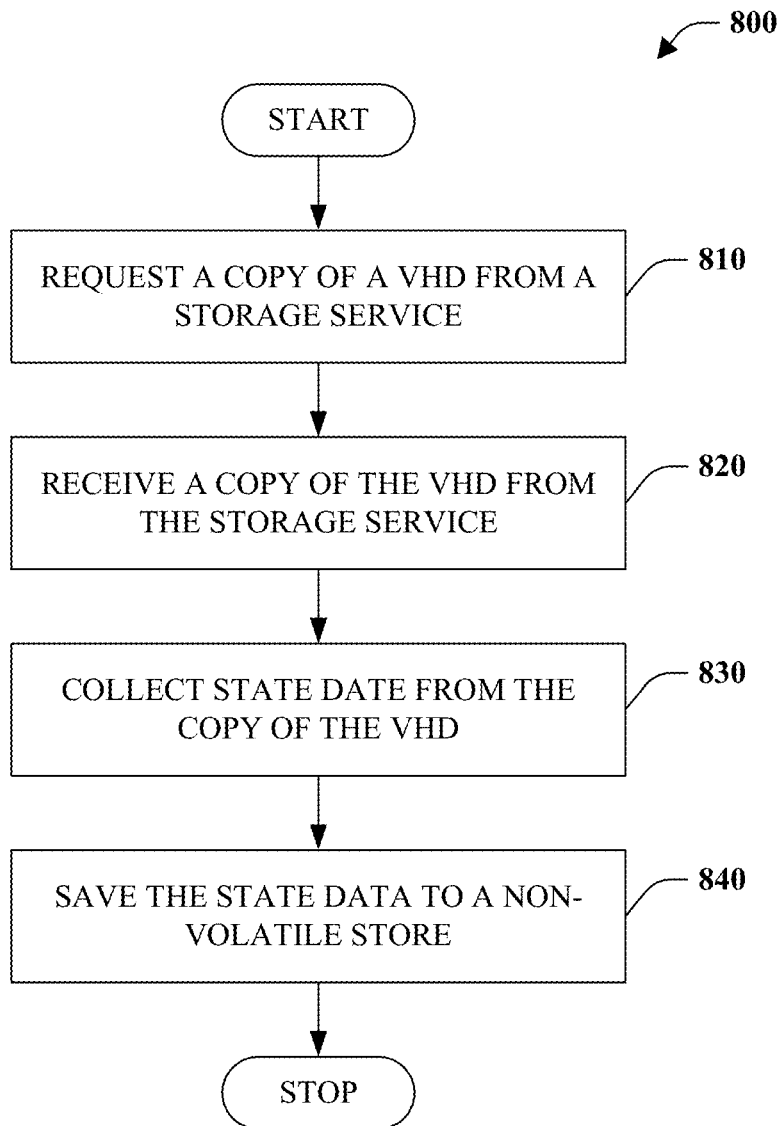 800
START
REQUEST A COPY OF A VHD FROM A
STORAGE SERVICE
810
RECEIVE A COPY OF THE VHD FROM
THE STORAGE SERVICE
820
COLLECT STATE DATE FROM THE
COPY OF THE VHD
830
SAVE THE STATE DATA TO A NON-
VOLATILE STORE
840
STOP